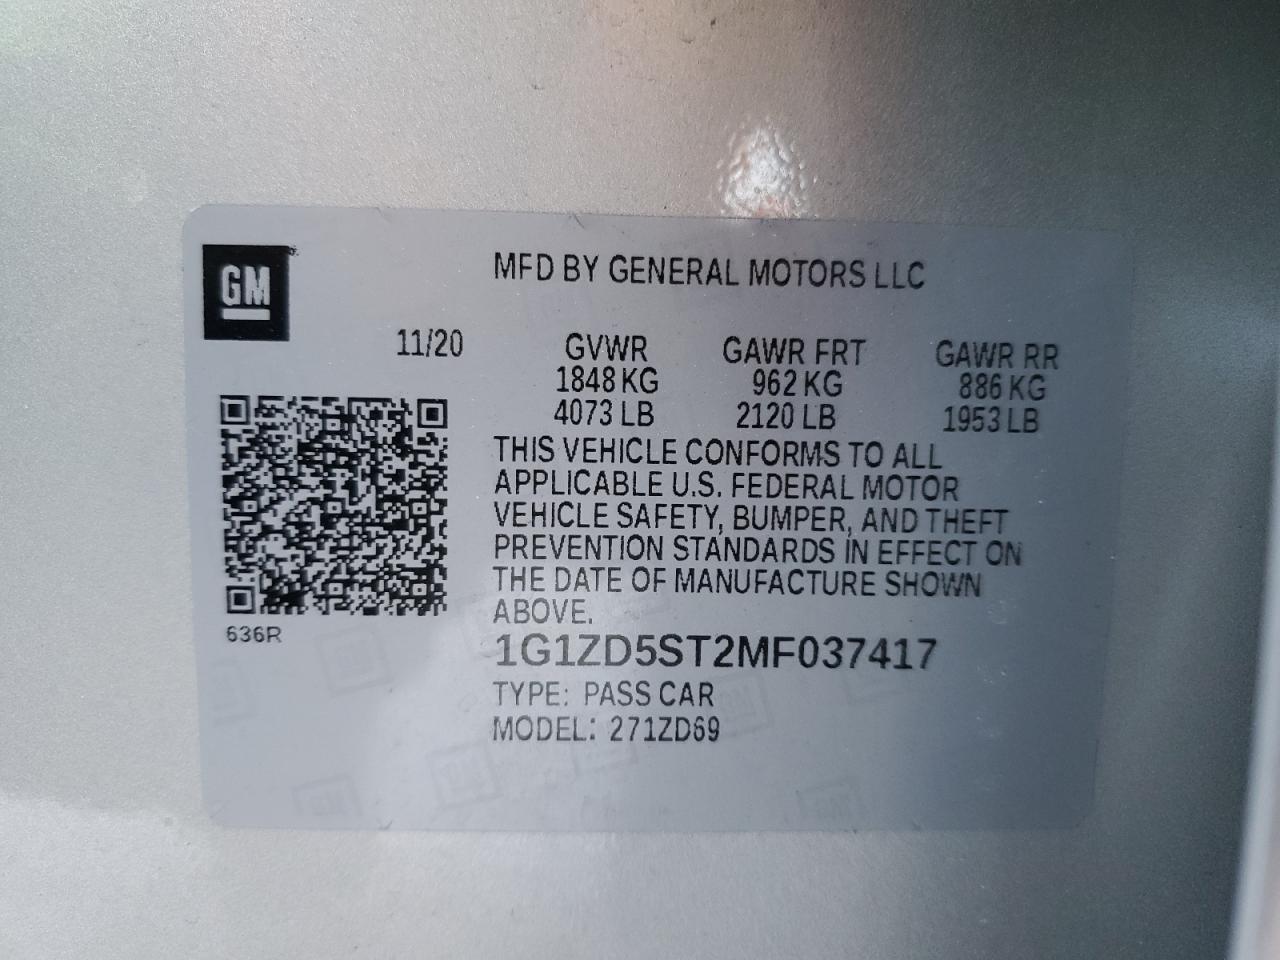 GM
MFD BY GENERAL MOTORS LLC
11/20 GVWR GAWR FRT GAWR RR
1848 KG 962 KG 886 KG
4073 LB 2120 LB 1953 LB
THIS VEHICLE CONFORMS TO ALL
APPLICABLE U.S. FEDERAL MOTOR
VEHICLE SAFETY, BUMPER, AND THEFT
PREVENTION STANDARDS IN EFFECT ON
THE DATE OF MANUFACTURE SHOWN
ABOVE.
636R
1G1ZD5ST2MF037417
TYPE: PASS CAR
MODEL: 271ZD69